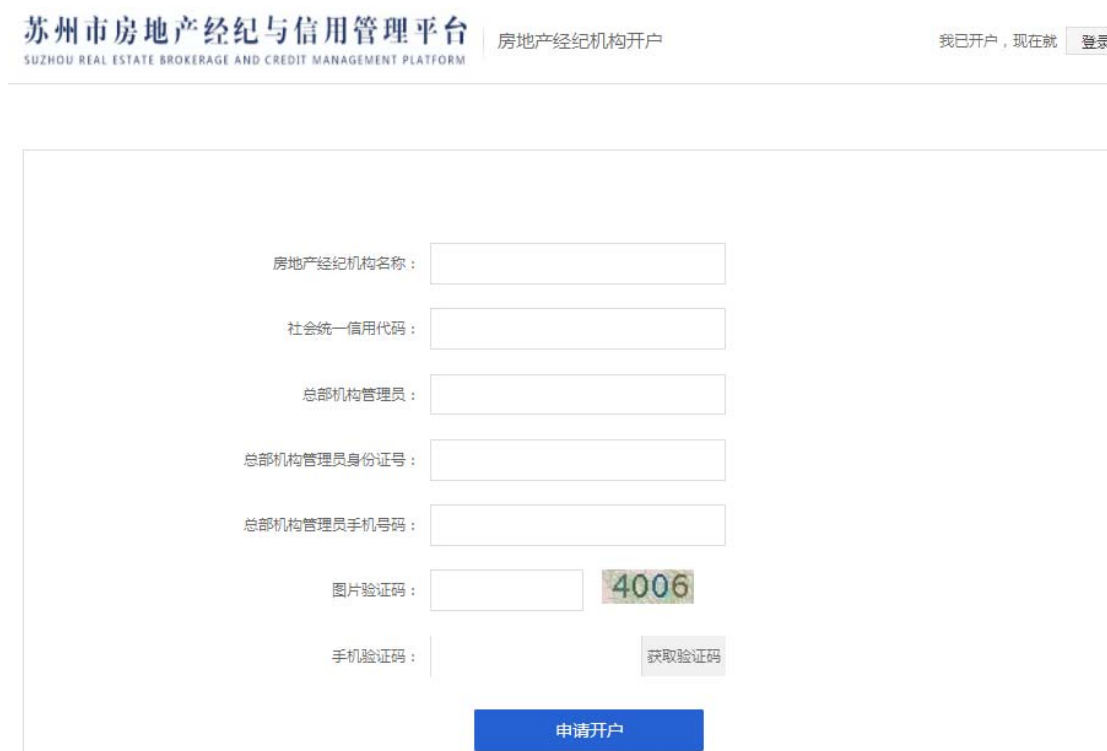 苏州市房地产经纪与信用管理平台
SUZHOU REAL ESTATE BROKERAGE AND CREDIT MANAGEMENT PLATFORM
房地产经纪机构开户
我已开户，现在就 登录
房地产经纪机构名称：
社会统一信用代码：
总部机构管理员：
总部机构管理员身份证号：
总部机构管理员手机号码：
图片验证码： 4006
手机验证码： 获取验证码
申请开户